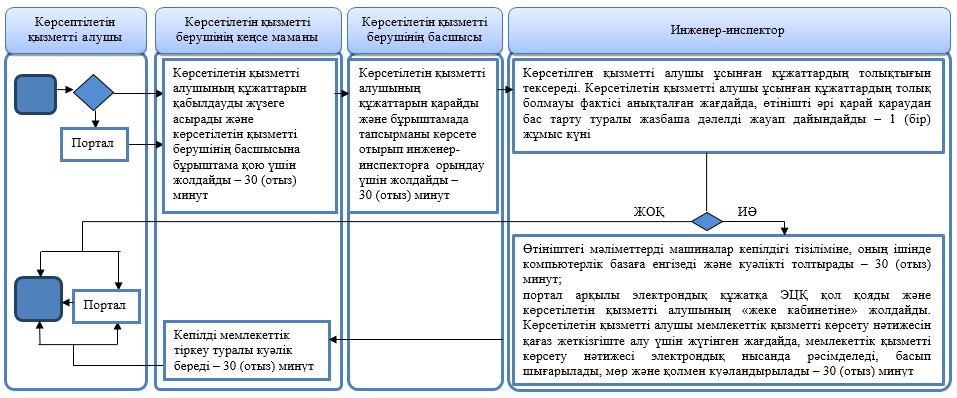 Көрсептілетін
қызметті алушы
Көрсетілетін қызметті
берушінің кеңсе маманы
Көрсетілетін қызметті
берушінің басшысы
Инженер-инспектор
Портал
Көрсетілетін қызметті
алушының құжаттарын
қабылдауды жүзеге
асырады және
көрсетілетін қызметті
берушінің басшысына
бұрыштама қою үшін
жолдайды – 30 (отыз)
минут
Көрсетілетін қызметті
алушының
құжаттарын қарайды
және бұрыштамада
тапсырманы көрсете
отырып инженер-
инспекторға орындау
үшін жолдайды –
30 (отыз) минут
Көрсетілген қызметті алушы ұсынған құжаттардың толықтығын
тексереді. Көрсетілетін қызметті алушы ұсынған құжаттардың толық
болмауы фактісі анықталған жағдайда, өтінішті әрі қарай қараудан
бас тарту туралы жазбаша дәлелді жауап дайындайды – 1 (бір)
жұмыс күні
ЖОҚ
ИӘ
Өтініштегі мәліметтерді машиналар кепілдігі тізіліміне, оның ішінде
компьютерлік базаға енгізеді және куәлікті толтырады – 30 (отыз)
минут;
портал арқылы электрондық құжатқа ЭЦҚ қол қояды және
көрсетілетін қызметті алушының «жеке кабинетіне» жолдайды.
Көрсетілетін қызметті алушы мемлекеттік қызметті көрсету нәтижесін
қағаз жеткізгіште алу үшін жүгінген жағдайда, мемлекеттік қызметті
көрсету нәтижесі электрондық нысанда рәсімделеді, басып
шығарылады, мөр және қолмен куәландырылады – 30 (отыз) минут
Портал
Кепілді мемлекеттік
тіркеу туралы куәлік
береді – 30 (отыз) минут